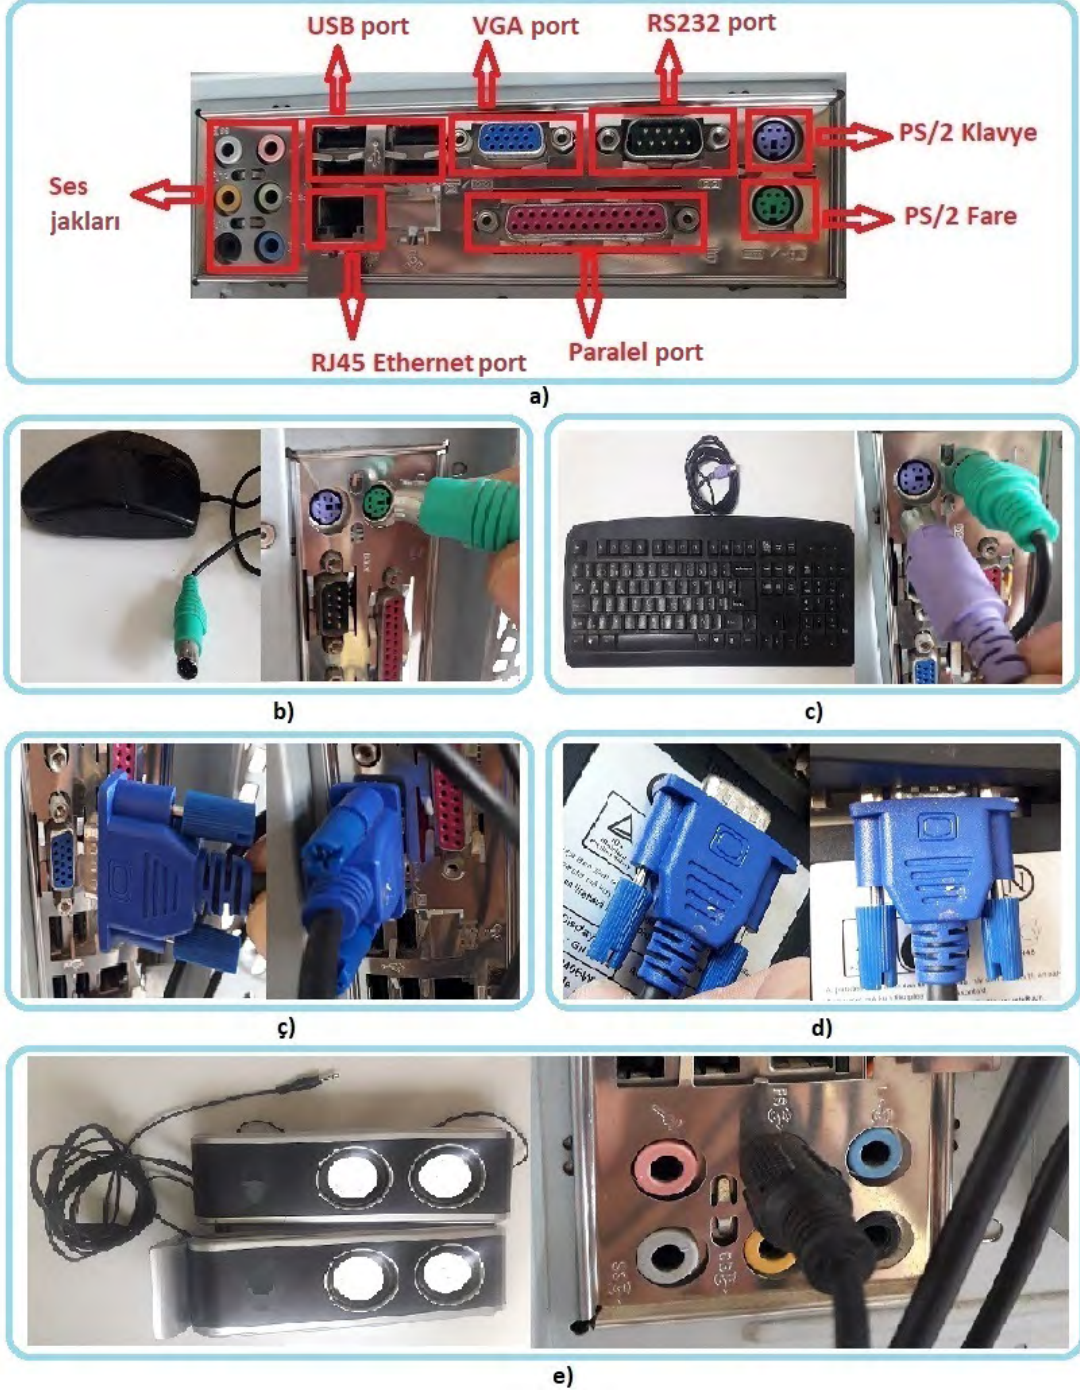 USB port
VGA port
RS232 port
PS/2 Klavye
Ses
jakları
PS/2 Fare
RJ45 Ethernet port
Paralel port
a)
b)
c)
ç)
d)
e)